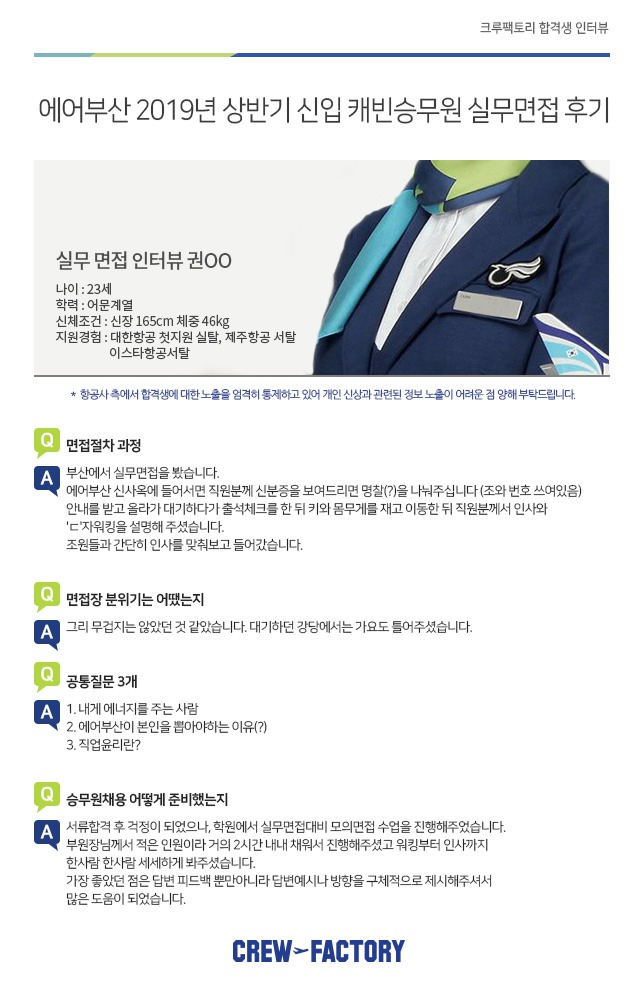 크루팩토리 합격생 인터뷰
에어부산 2019년 상반기 신입 캐빈승무원 실무면접 후기
실무 면접 인터뷰 권OO
나이 : 23세
학력 : 어문계열
신체조건 : 신장 165cm 체중 46kg
지원경험 : 대한항공 첫지원 실탈, 제주항공 서탈
이스타항공서탈
* 항공사 측에서 합격생에 대한 노출을 엄격히 통제하고 있어 개인 신상과 관련된 정보 노출이 어려운 점 양해 부탁드립니다.
Q 면접절차 과정
A 부산에서 실무면접을 봤습니다.
에어부산 신사옥에 들어서면 직원분께 신분증을 보여드리면 명찰(?)을 나눠주십니다 (조와 번호 쓰여있음)
안내를 받고 올라가 대기하다가 출석체크를 한 뒤 키와 몸무게를 재고 이동한 뒤 직원분께서 인사와
'ㄷ'자워킹을 설명해 주셨습니다.
조원들과 간단히 인사를 맞춰보고 들어갔습니다.
Q 면접장 분위기는 어땠는지
A 그리 무겁지는 않았던 것 같았습니다. 대기하던 강당에서는 가요도 틀어주셨습니다.
Q 공통질문 3개
A 1. 내게 에너지를 주는 사람
2. 에어부산이 본인을 뽑아야하는 이유(?)
3. 직업윤리란?
Q 승무원채용 어떻게 준비했는지
A 서류합격 후 걱정이 되었으나, 학원에서 실무면접대비 모의면접 수업을 진행해주었습니다.
부원장님께서 적은 인원이라 거의 2시간 내내 채워서 진행해주셨고 워킹부터 인사까지
한사람 한사람 세세하게 봐주셨습니다.
가장 좋았던 점은 답변 피드백 뿐만아니라 답변예시나 방향을 구체적으로 제시해주셔서
많은 도움이 되었습니다.
CREW FACTORY